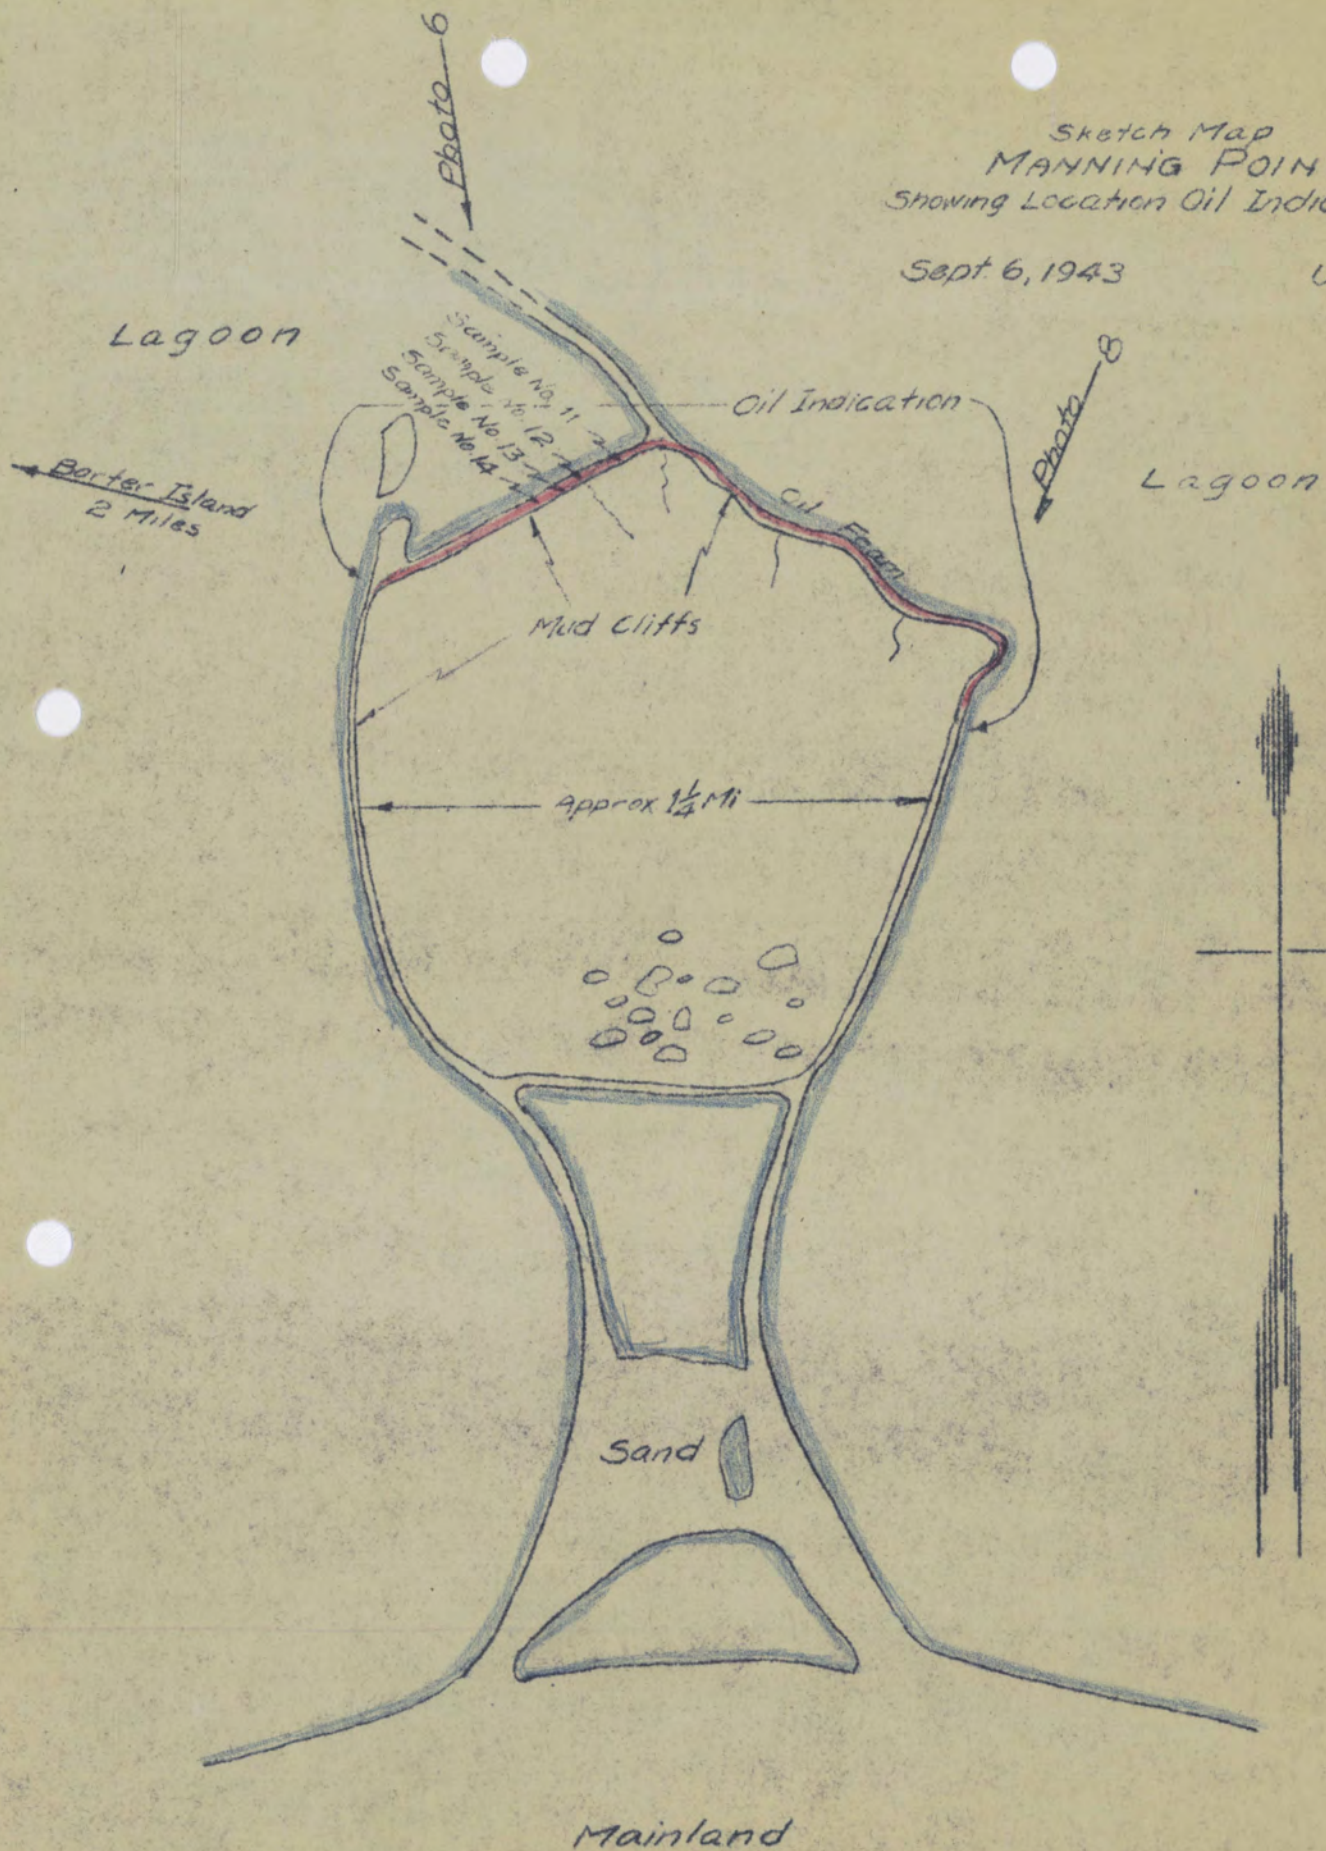 Photo 6
Sketch Map
MANNING POIN
Showing Location Oil Indic
Sept. 6, 1943
Lagoon
Sample No. 11
Sample No. 12
Sample No. 13
Sample No. 14
Oil Indication
Photo 8
Lagoon
Barter Island
2 Miles
Oil Foam
Mud Cliffs
Approx 1¼ Mi
Sand
Mainland